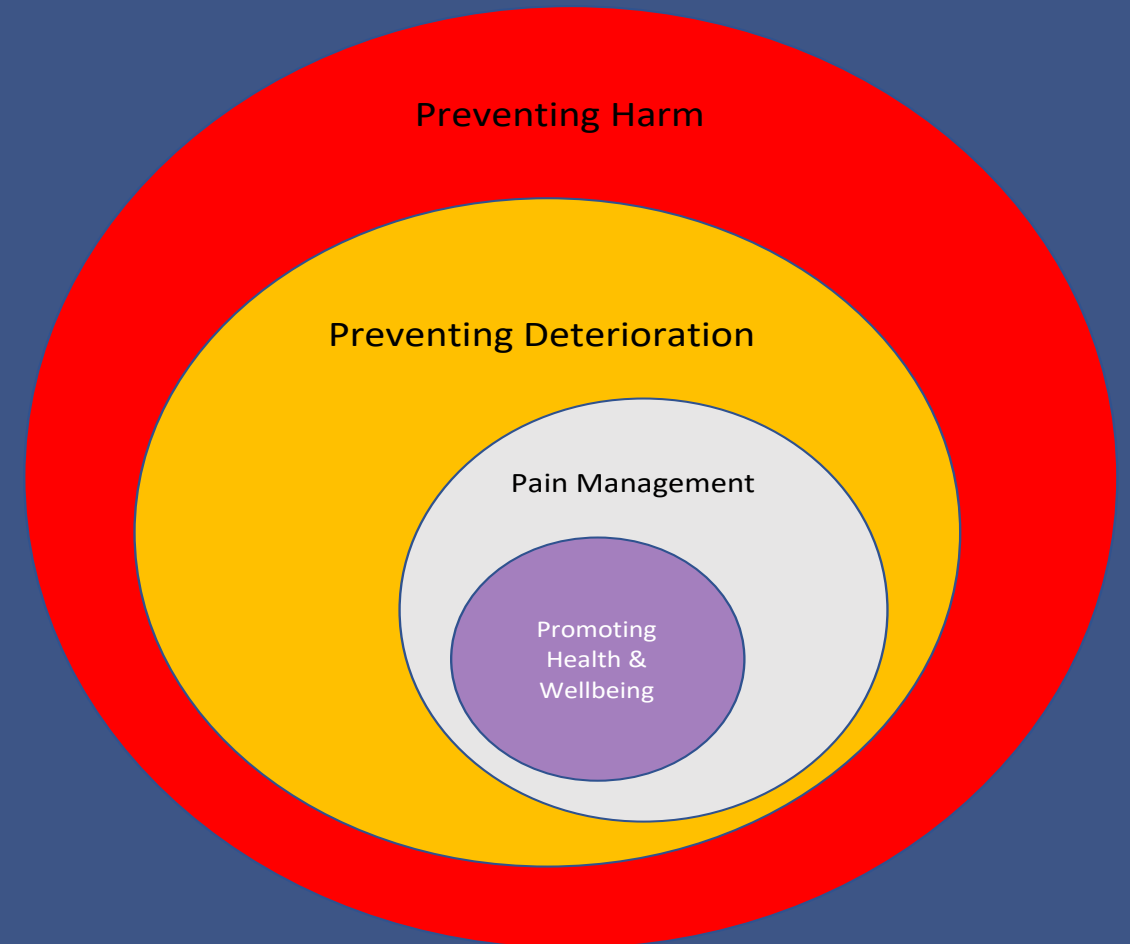 Preventing Harm
Preventing Deterioration
Pain Management
Promoting
Health &
Wellbeing